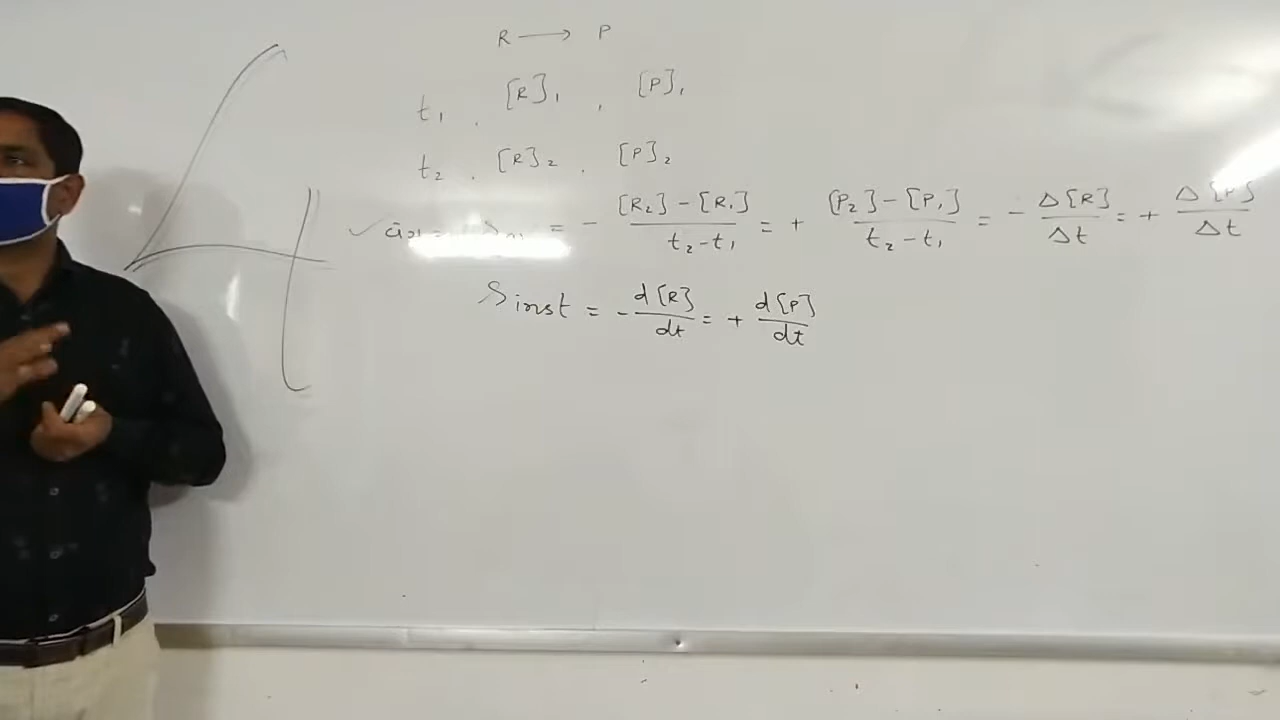 R → P
t₁ , [R]₁ , [P]₁
t₂ , [R]₂ , [P]₂
= - [R₂] - [R₁] / t₂ - t₁ = + [P₂] - [P₁] / t₂ - t₁ = - Δ[R] / Δt = + Δ[P] / Δt
S inst = - d[R] / dt = + d[P] / dt